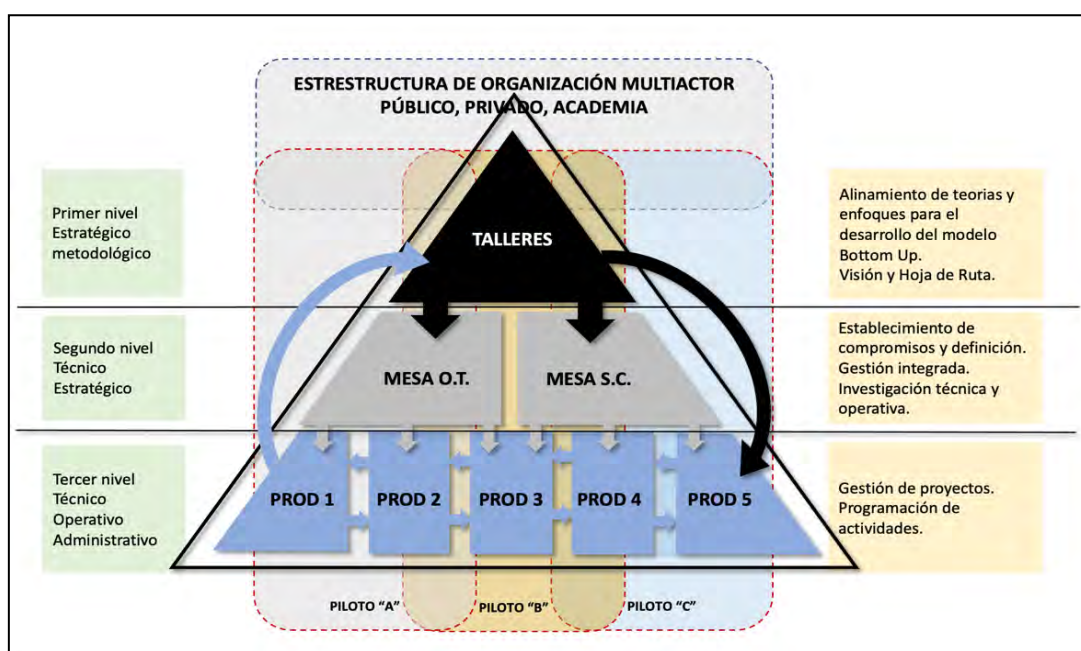 ESTRESTRUCTURA DE ORGANIZACIÓN MULTIACTOR
PÚBLICO, PRIVADO, ACADEMIA
Primer nivel
Estratégico
metodológico
TALLERES
Alinamiento de teorias y
enfoques para el
desarrollo del modelo
Bottom Up.
Visión y Hoja de Ruta.
Segundo nivel
Técnico
Estratégico
MESA O.T.
MESA S.C.
Establecimiento de
compromisos y definición.
Gestión integrada.
Investigación técnica y
operativa.
Tercer nivel
Técnico
Operativo
Administrativo
PROD 1
PROD 2
PROD 3
PROD 4
PROD 5
Gestión de proyectos.
Programación de
actividades.
PILOTO “A”
PILOTO “B”
PILOTO “C”